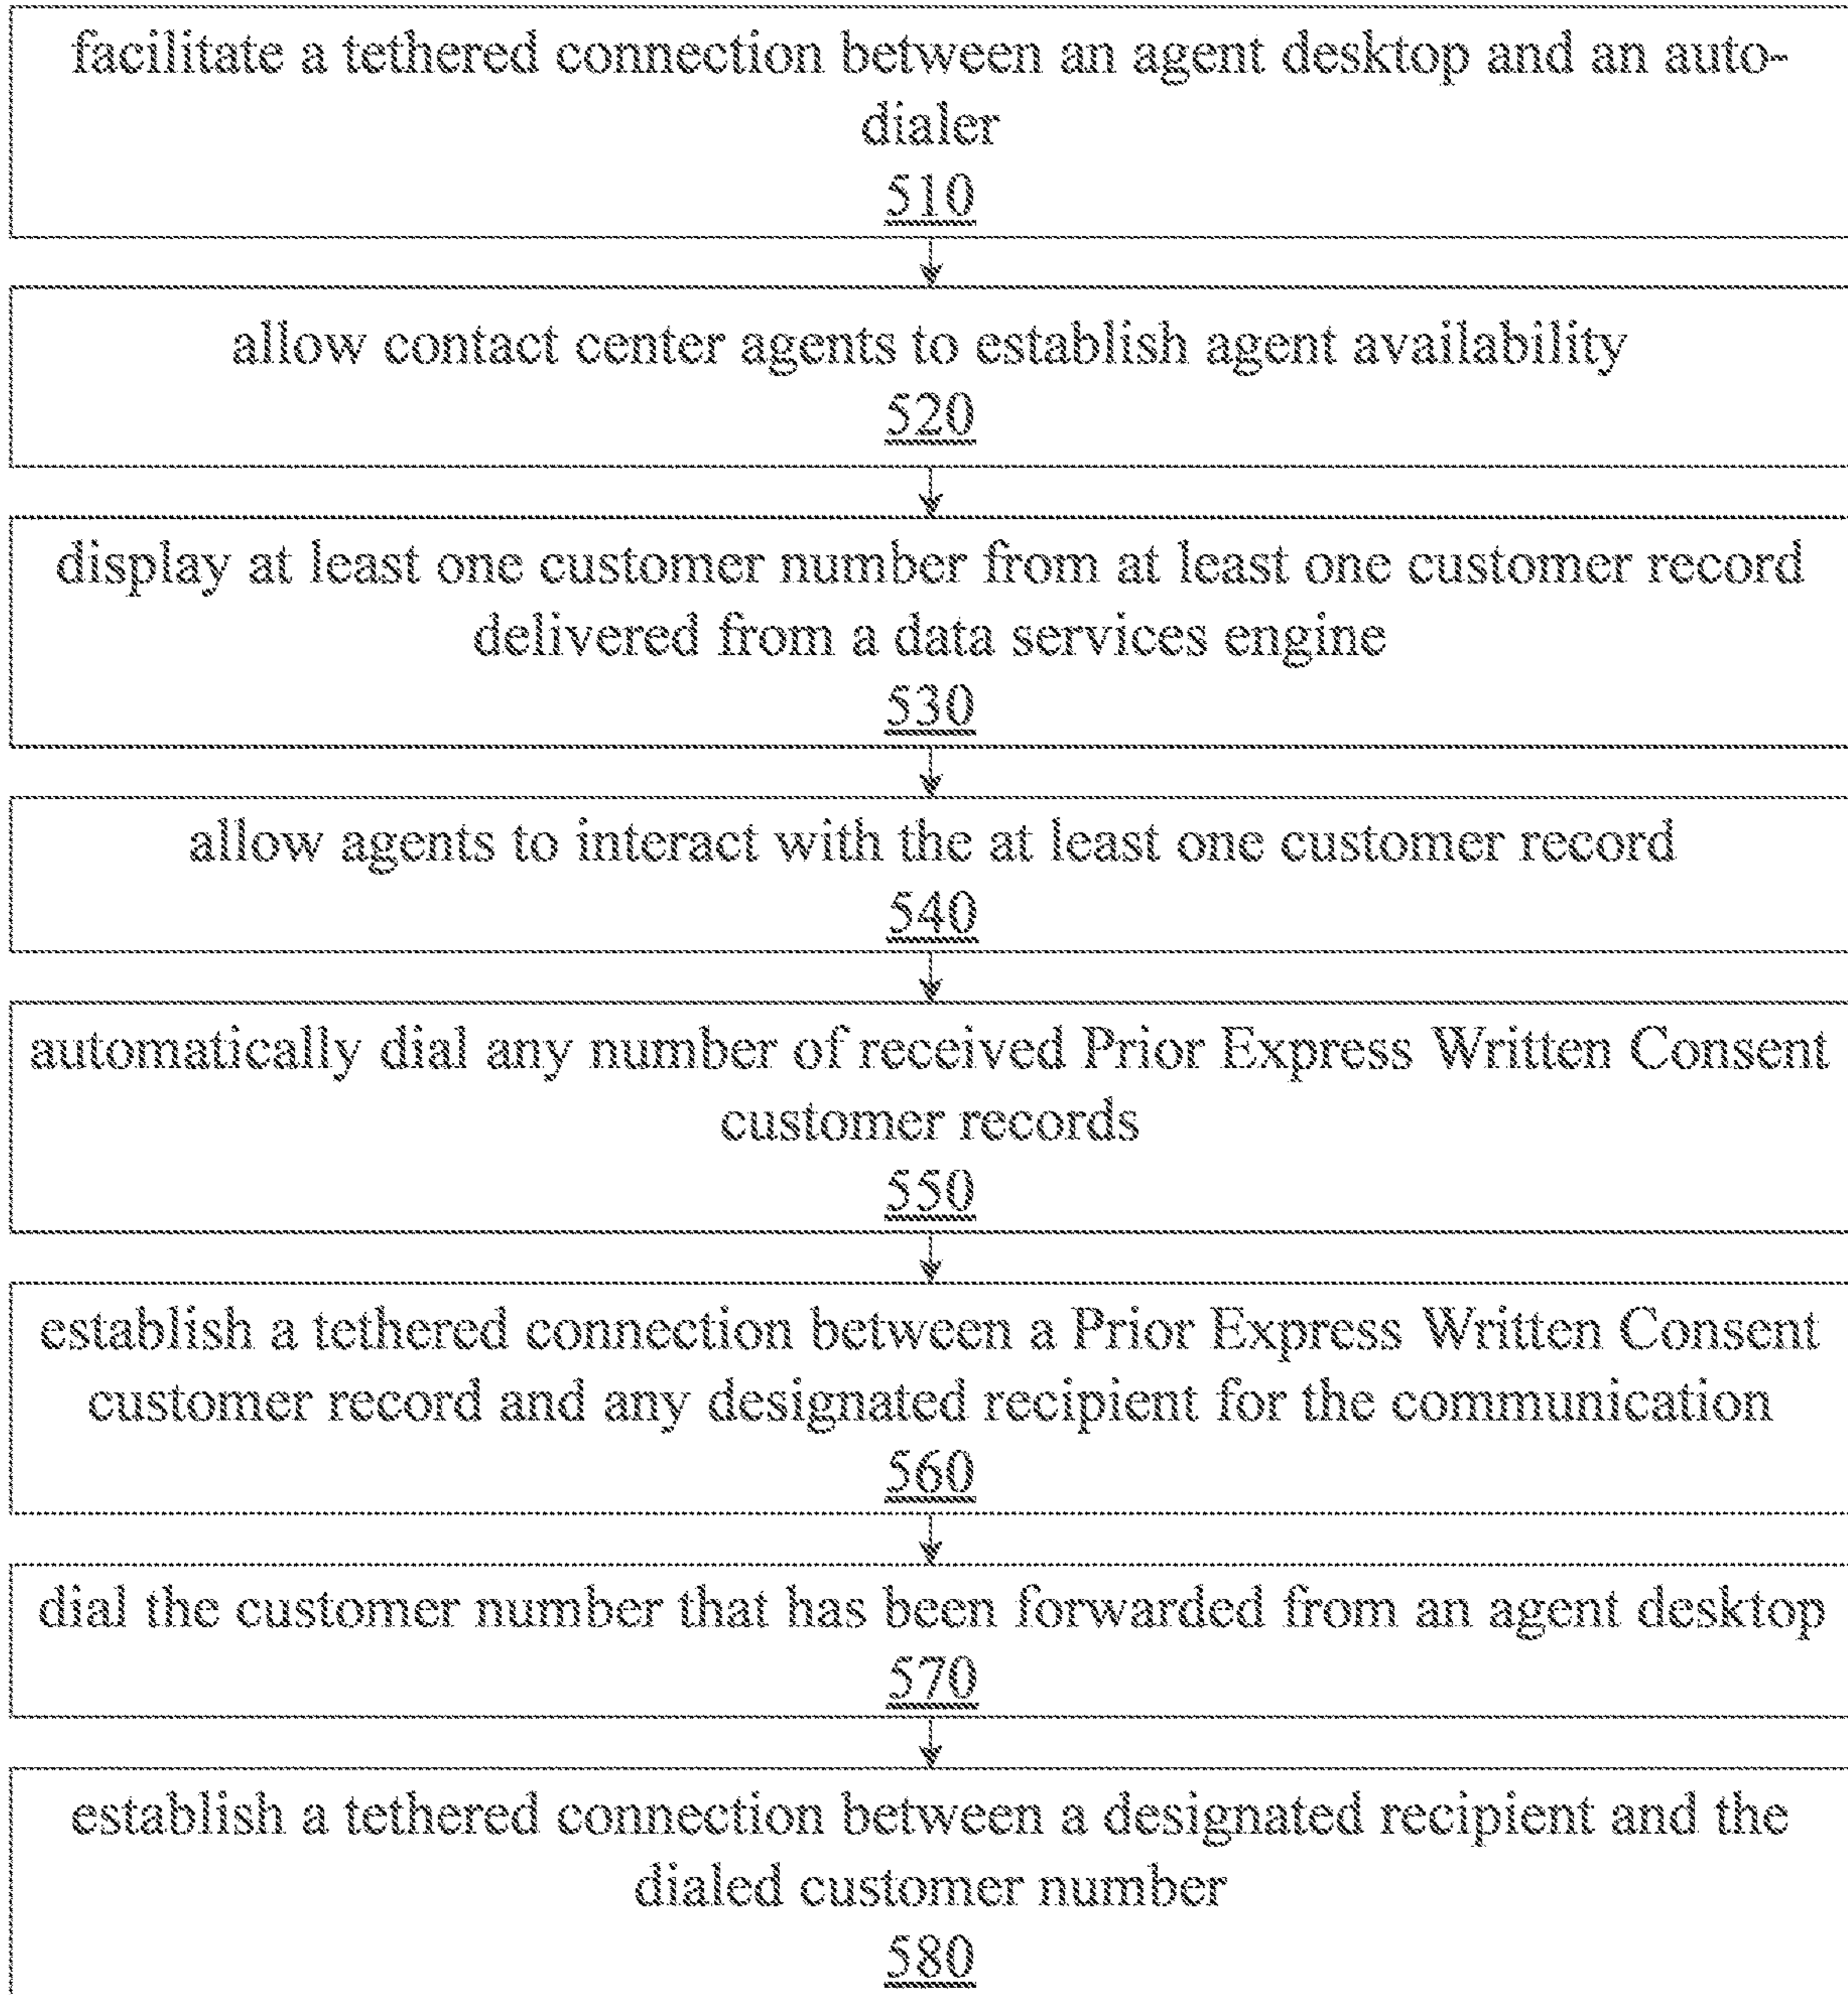 facilitate a tethered connection between an agent desktop and an auto-
dialer
510
allow contact center agents to establish agent availability
520
display at least one customer number from at least one customer record
delivered from a data services engine
530
allow agents to interact with the at least one customer record
540
automatically dial any number of received Prior Express Written Consent
customer records
550
establish a tethered connection between a Prior Express Written Consent
customer record and any designated recipient for the communication
560
dial the customer number that has been forwarded from an agent desktop
570
establish a tethered connection between a designated recipient and the
dialed customer number
580